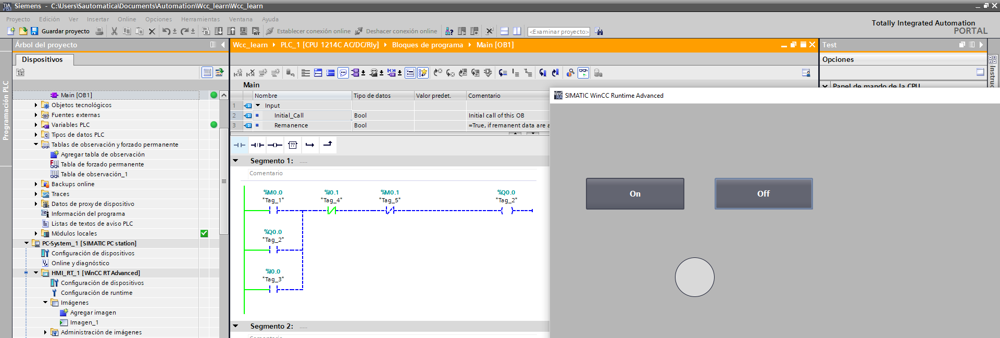 Siemens - C:\Users\Sautomatica\Documents\Automation\Wcc_learn\Wcc_learn
Proyecto Edición Ver Insertar Online Opciones Herramientas Ventana Ayuda
Guardar proyecto Establecer conexión online Deshacer conexión online <Examinar proyecto>
Totally Integrated Automation
PORTAL
Árbol del proyecto
Dispositivos
Programación PLC
Main [OB1]
Objetos tecnológicos
Fuentes externas
Variables PLC
Tipos de datos PLC
Tablas de observación y forzado permanente
Agregar tabla de observación
Tabla de forzado permanente
Tabla de observación_1
Backups online
Traces
Datos de proxy de dispositivo
Información del programa
Listas de textos de aviso PLC
Módulos locales
PC-System_1 [SIMATIC PC station]
Configuración de dispositivos
Online y diagnóstico
HMI_RT_1 [WinCC RT Advanced]
Configuración de dispositivos
Configuración de runtime
Imágenes
Agregar imagen
Imagen_1
Administración de imágenes
Wcc_learn PLC_1 [CPU 1214C AC/DC/Rly] Bloques de programa Main [OB1]
Main
Nombre Tipo de datos Valor predet. Comentario
1 Input
2 Initial_Call Bool Initial call of this OB
3 Remanence Bool =True, if remanent data are a
Segmento 1: .....
Comentario
%M0.0 %I0.1 %M0.1 %Q0.0
"Tag_1" "Tag_4" "Tag_5" "Tag_2"
%Q0.0
"Tag_2"
%I0.0
"Tag_3"
Segmento 2: .....
Comentario
Test
Opciones
Panel de mando de la CPU
Instruc
SIMATIC WinCC Runtime Advanced
On Off